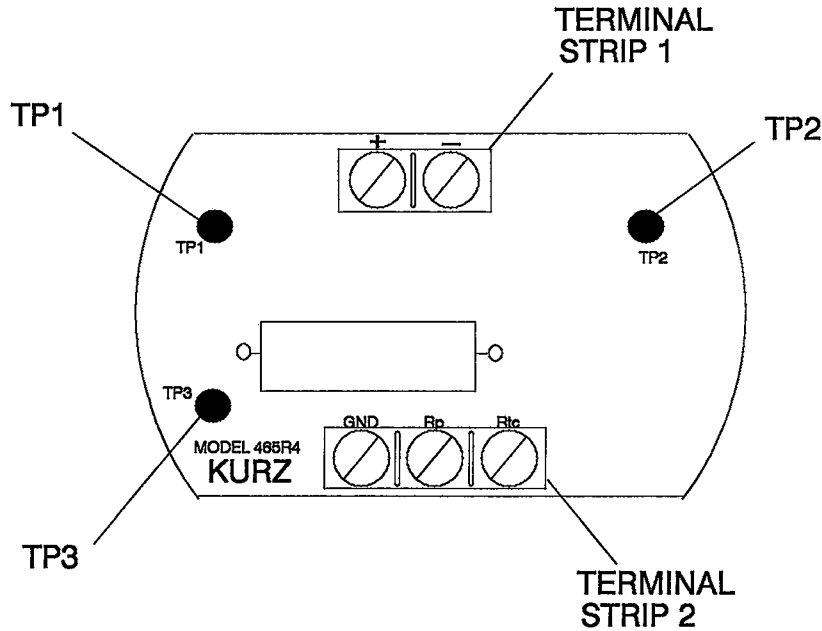 TERMINAL
STRIP 1
TP1
TP2
+ −
TP1
TP2
TP3
GND Rp Rtc
MODEL 465R4
KURZ
TP3
TERMINAL
STRIP 2